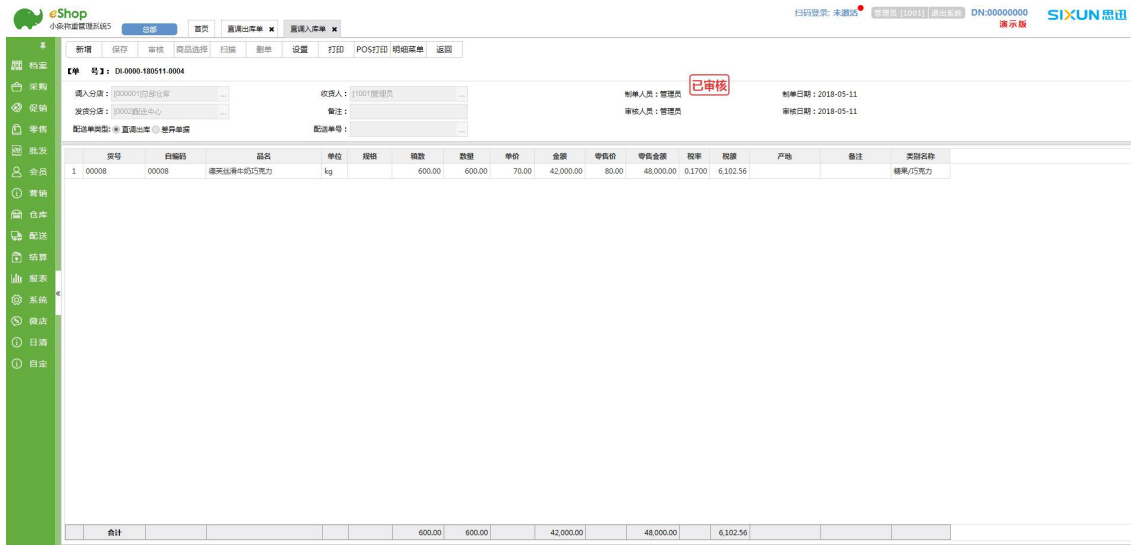 eShop
小象称重管理系统5
总部
首页 直调出库单 × 直调入库单 ×
扫码登录: 未激活 管理员 [1001] 退出系统 DN:00000000 SIXUN思迅
演示版
新增 保存 审核 商品选择 扫描 删单 设置 打印 POS打印 明细菜单 返回
【单 号】: DI-0000-180511-0004
调入分店: [000001]总部仓库 ... 收货人: [1001]管理员 ... 制单人员: 管理员 已审核 制单日期: 2018-05-11
发货分店: [0002]配送中心 ... 备注: 审核人员: 管理员 审核日期: 2018-05-11
配送单类型: 直调出库 差异单据 配送单号: ...
货号 自编码 品名 单位 规格 箱数 数量 单价 金额 零售价 零售金额 税率 税额 产地 备注 类别名称
1 00008 00008 德芙丝滑牛奶巧克力 kg 600.00 600.00 70.00 42,000.00 80.00 48,000.00 0.1700 6,102.56 糖果/巧克力
合计 600.00 600.00 42,000.00 48,000.00 6,102.56
档案
采购
促销
零售
批发
会员
营销
仓库
配送
结算
报表
系统
微店
日清
自定